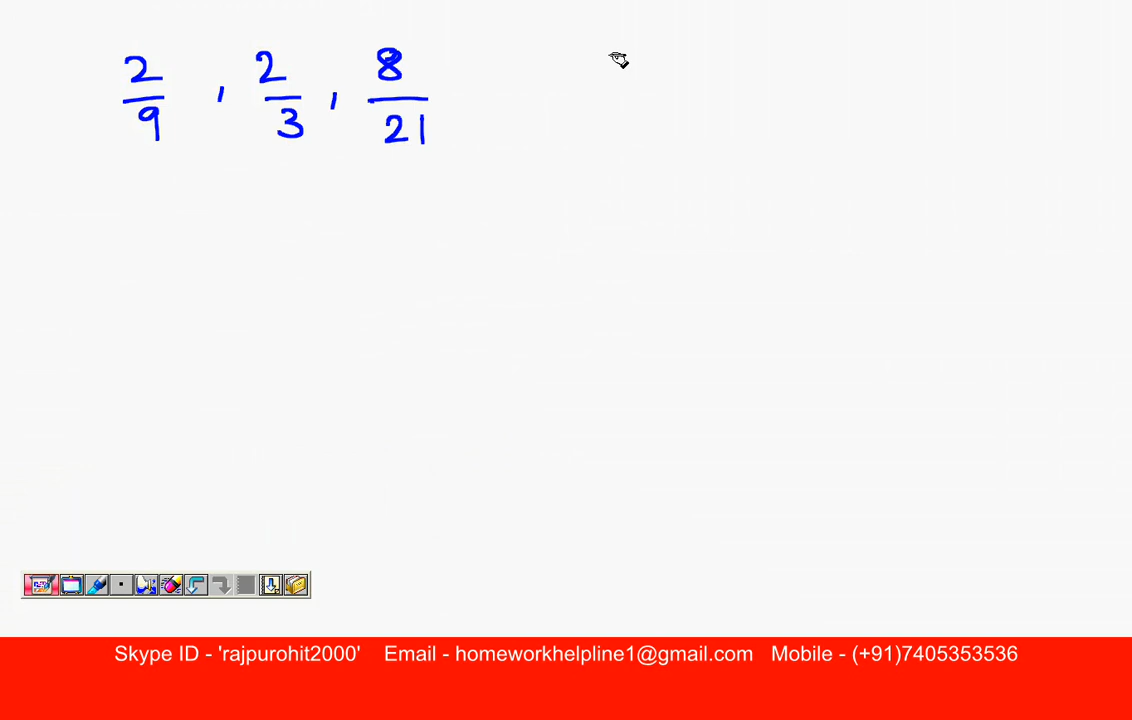 2/9 , 2/3 , 8/21
Skype ID - 'rajpurohit2000' Email - homeworkhelpline1@gmail.com Mobile - (+91)7405353536